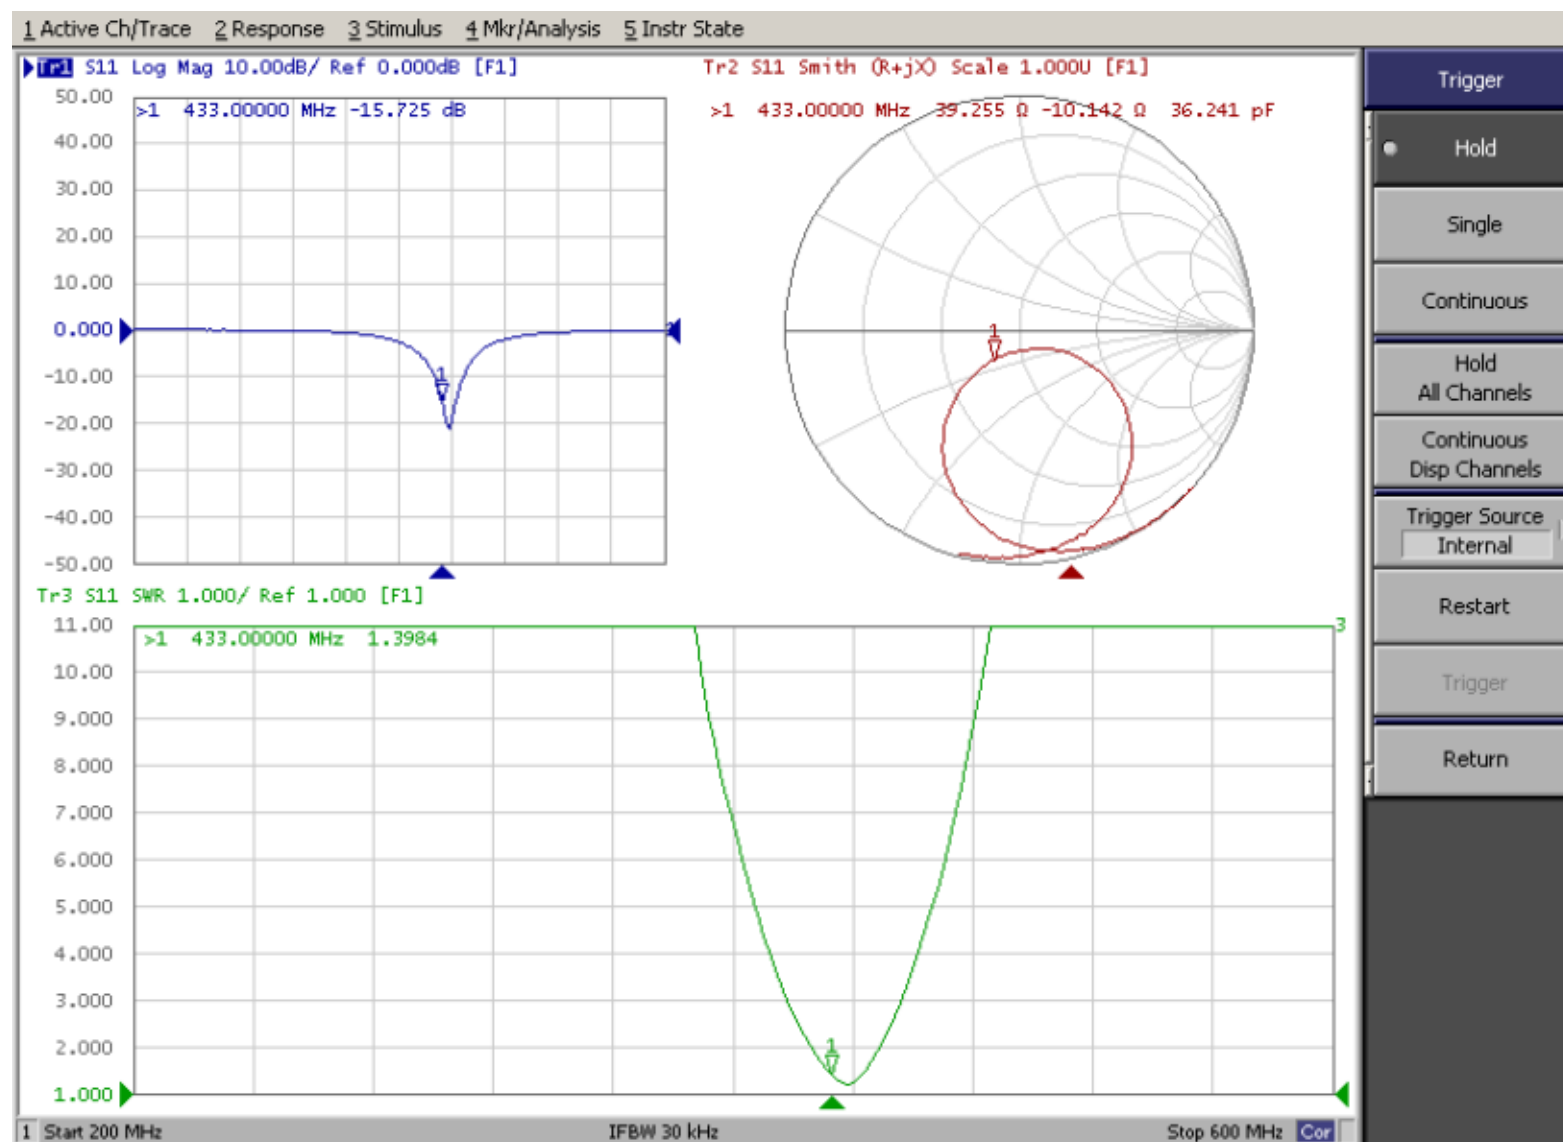 1 Active Ch/Trace 2 Response 3 Stimulus 4 Mkr/Analysis 5 Instr State
Tr1 S11 Log Mag 10.00dB/ Ref 0.000dB [F1]
50.00
>1 433.00000 MHz -15.725 dB
40.00
30.00
20.00
10.00
0.000
-10.00
-20.00
-30.00
-40.00
-50.00
1
Tr2 S11 Smith (R+jX) Scale 1.000U [F1]
>1 433.00000 MHz 39.255 Ω -10.142 Ω 36.241 pF
1
Tr3 S11 SWR 1.000/ Ref 1.000 [F1]
11.00
>1 433.00000 MHz 1.3984
3
10.00
9.000
8.000
7.000
6.000
5.000
4.000
3.000
2.000
1.000
1
1 Start 200 MHz IFBW 30 kHz Stop 600 MHz Cor
Trigger
Hold
Single
Continuous
Hold
All Channels
Continuous
Disp Channels
Trigger Source
Internal
Restart
Trigger
Return